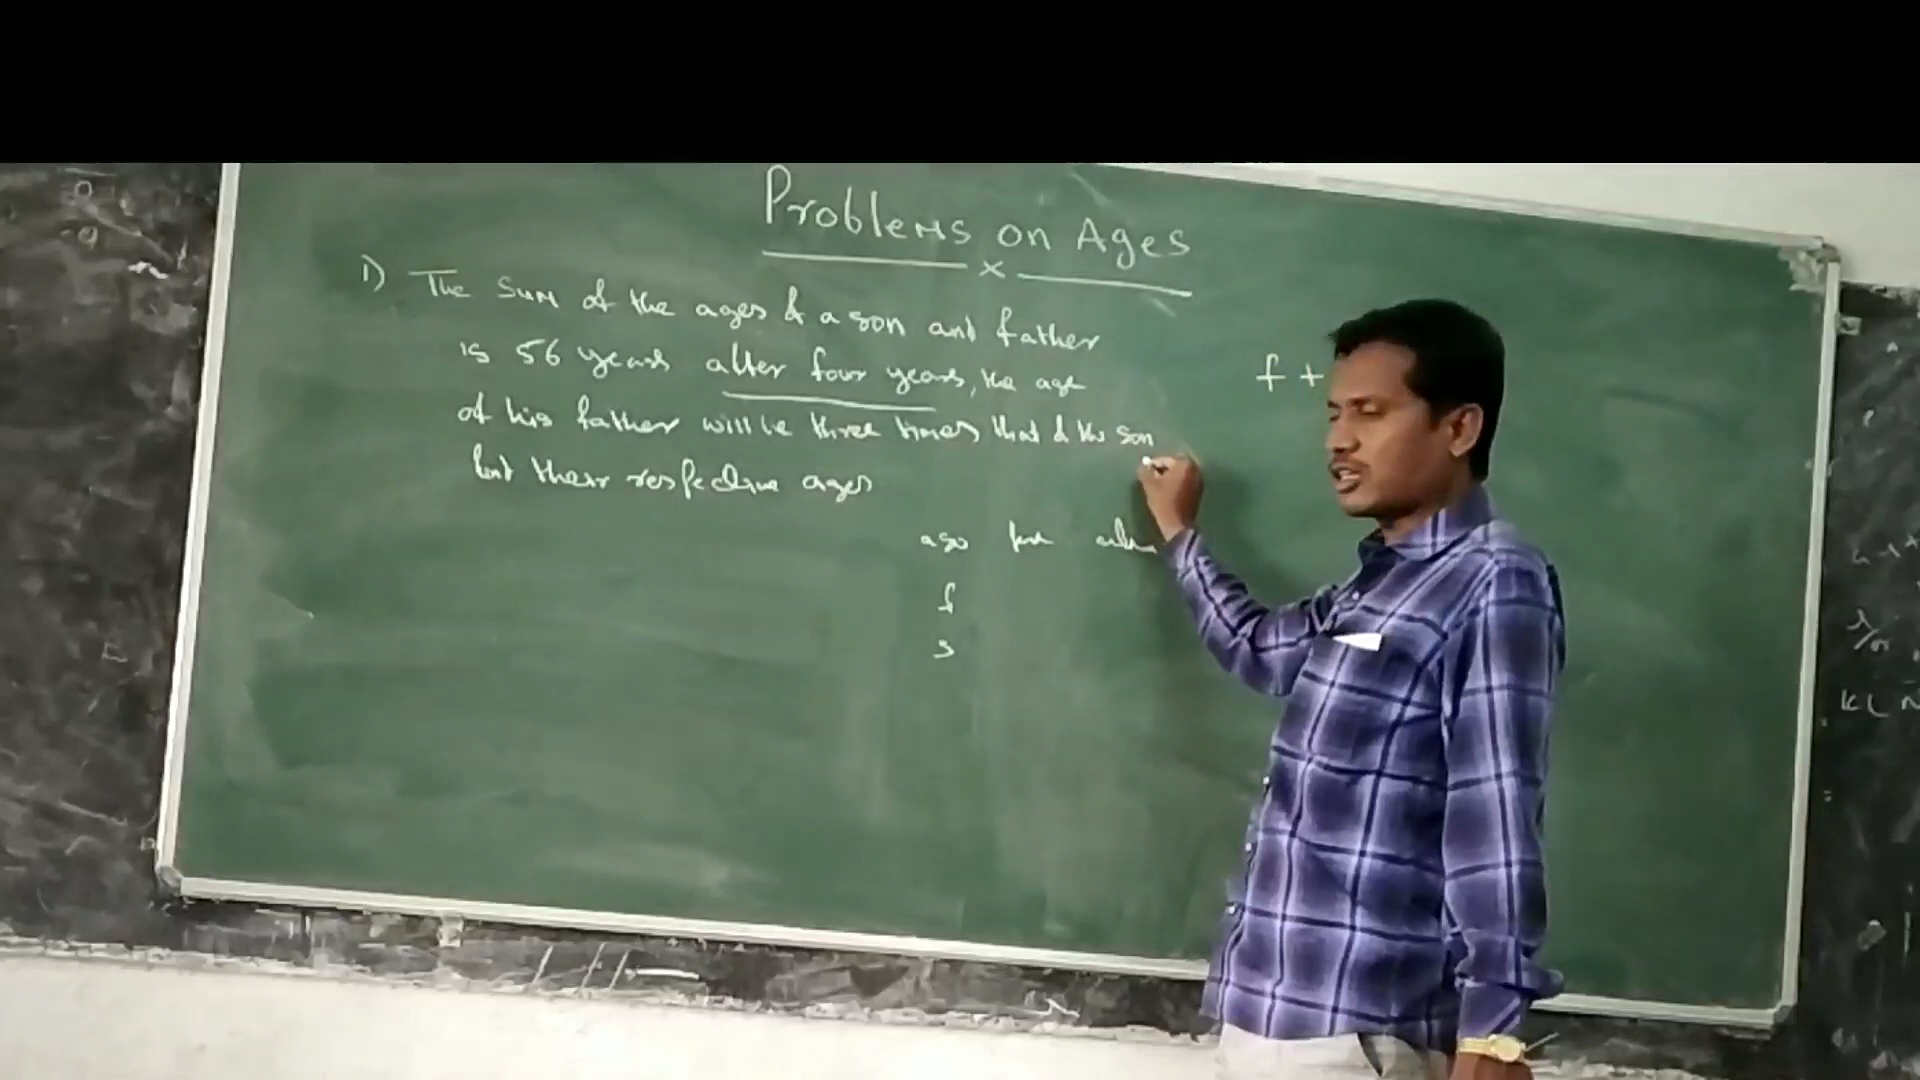 Problems on Ages
x
1) The sum of the ages of a son and father
is 56 years after four years, the age
of his father will be three times that of the son
their respective ages
f +
ago
f
s